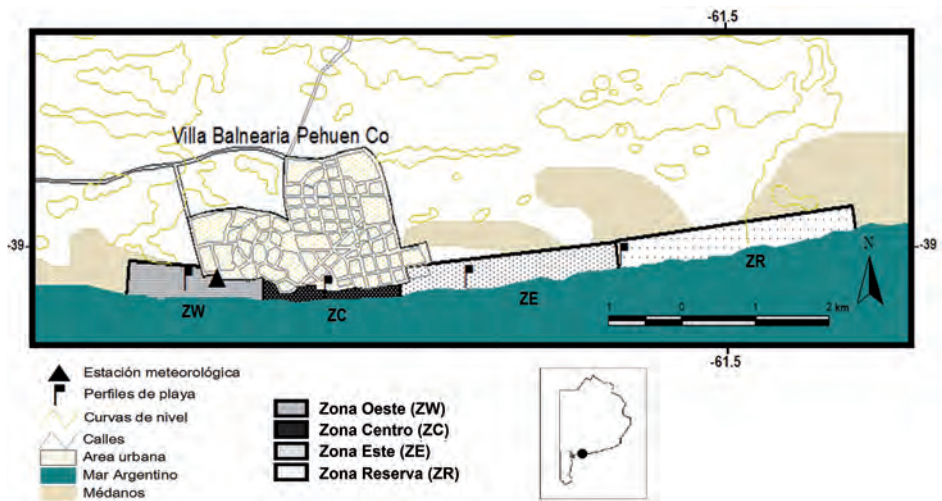 -61.5
Villa Balnearia Pehuen Co
-39
-39
N
ZW
ZC
ZE
ZR
1 0 1 2 km
-61.5
Estación meteorológica
Perfiles de playa
Curvas de nivel
Calles
Area urbana
Mar Argentino
Médanos
Zona Oeste (ZW)
Zona Centro (ZC)
Zona Este (ZE)
Zona Reserva (ZR)